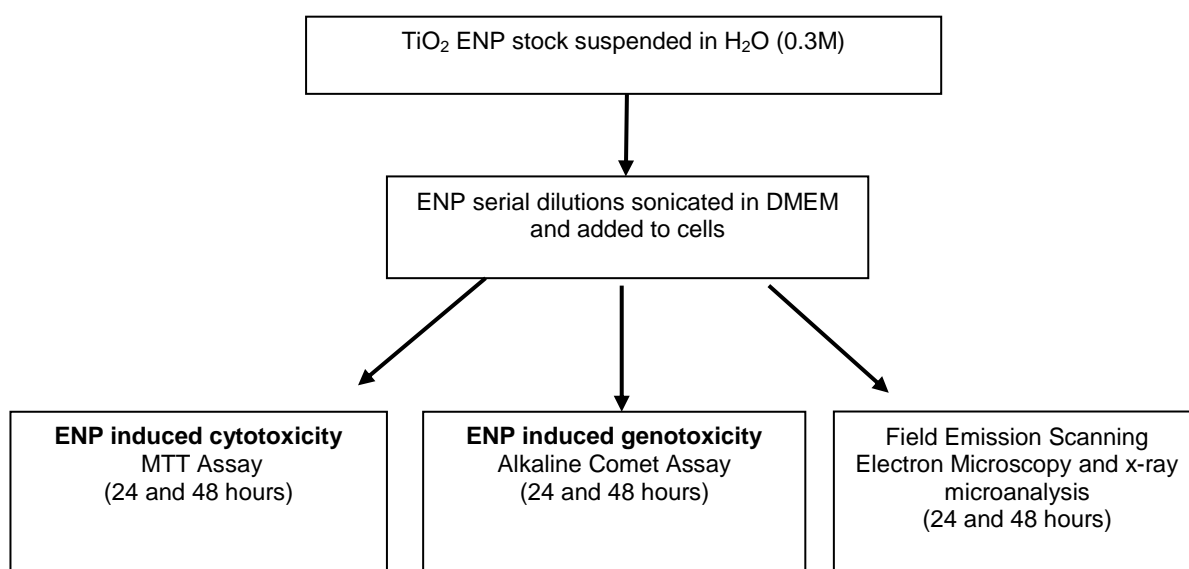 TiO₂ ENP stock suspended in H₂O (0.3M)
ENP serial dilutions sonicated in DMEM
and added to cells
ENP induced cytotoxicity
MTT Assay
(24 and 48 hours)
ENP induced genotoxicity
Alkaline Comet Assay
(24 and 48 hours)
Field Emission Scanning
Electron Microscopy and x-ray
microanalysis
(24 and 48 hours)